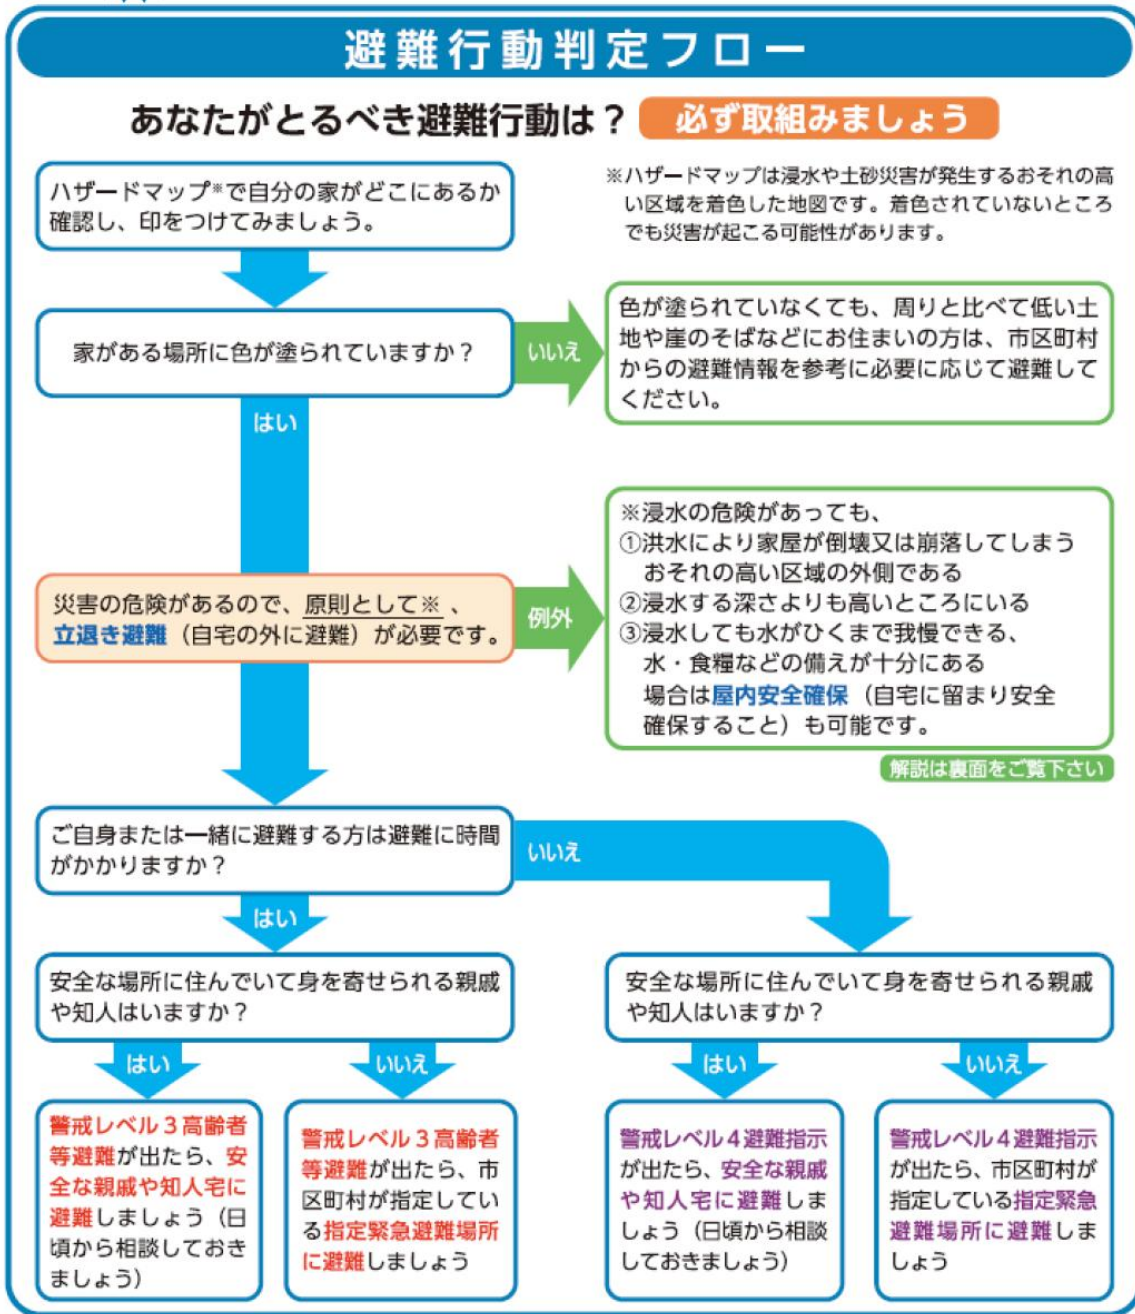 避難行動判定フロー
あなたがとるべき避難行動は？
必ず取組みましょう
ハザードマップ※で自分の家がどこにあるか
確認し、印をつけてみましょう。
※ハザードマップは浸水や土砂災害が発生するおそれの高
い区域を着色した地図です。着色されていないところ
でも災害が起こる可能性があります。
家がある場所に色が塗られていますか？
いいえ
色が塗られていなくても、周りと比べて低い土
地や崖のそばなどにお住まいの方は、市区町村
からの避難情報を参考に必要に応じて避難して
ください。
はい
災害の危険があるので、原則として※、
立退き避難（自宅の外に避難）が必要です。
例外
※浸水の危険があっても、
①洪水により家屋が倒壊又は崩落してしまう
おそれの高い区域の外側である
②浸水する深さよりも高いところにいる
③浸水しても水がひくまで我慢できる、
水・食糧などの備えが十分にある
場合は屋内安全確保（自宅に留まり安全
確保すること）も可能です。
解説は裏面をご覧下さい
ご自身または一緒に避難する方は避難に時間
がかかりますか？
いいえ
はい
安全な場所に住んでいて身を寄せられる親戚
や知人はいますか？
安全な場所に住んでいて身を寄せられる親戚
や知人はいますか？
はい
いいえ
はい
いいえ
警戒レベル３高齢者
等避難が出たら、安
全な親戚や知人宅に
避難しましょう（日
頃から相談しておき
ましょう）
警戒レベル３高齢者
等避難が出たら、市
区町村が指定してい
る指定緊急避難場所
に避難しましょう
警戒レベル４避難指示
が出たら、安全な親戚
や知人宅に避難しま
しょう（日頃から相談
しておきましょう）
警戒レベル４避難指示
が出たら、市区町村が
指定している指定緊急
避難場所に避難しま
しょう